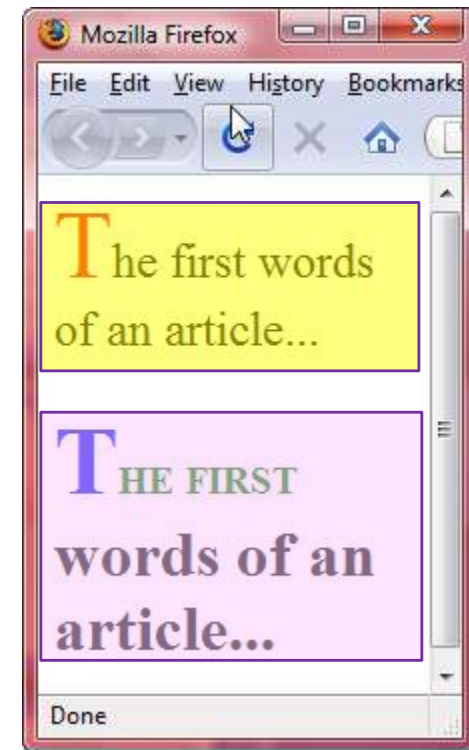 Mozilla Firefox
File Edit View History Bookmarks
The first words
of an article...
THE FIRST
words of an
article...
Done